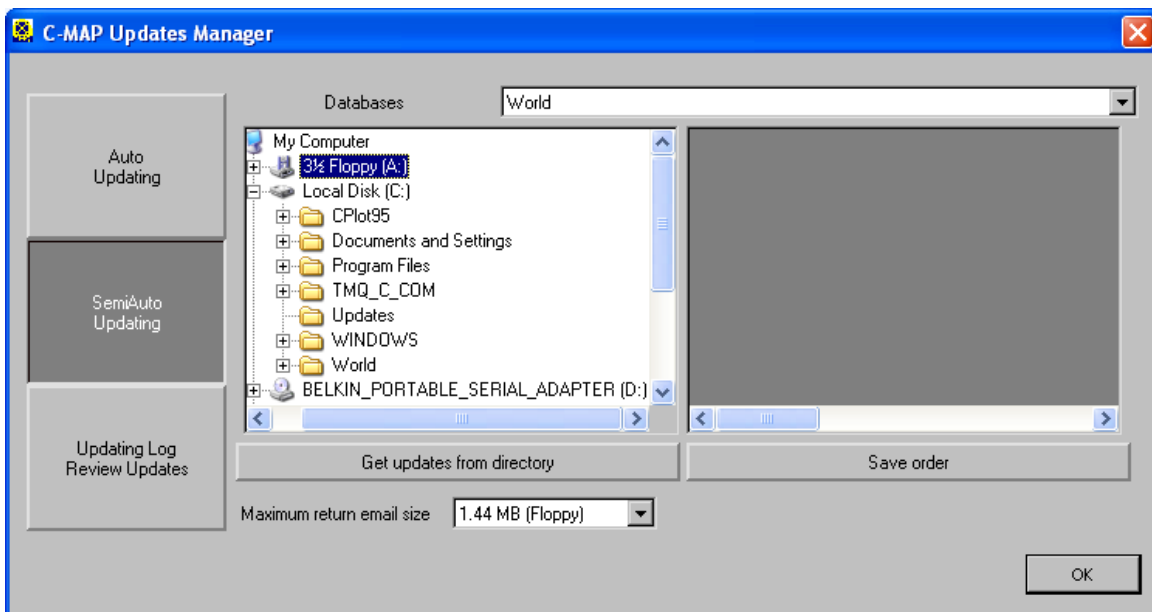 C-MAP Updates Manager
Databases
World
Auto
Updating
SemiAuto
Updating
Updating Log
Review Updates
My Computer
3½ Floppy (A:)
Local Disk (C:)
CPlot95
Documents and Settings
Program Files
TMQ_C_COM
Updates
WINDOWS
World
BELKIN_PORTABLE_SERIAL_ADAPTER (D:)
Get updates from directory
Save order
Maximum return email size
1.44 MB (Floppy)
OK